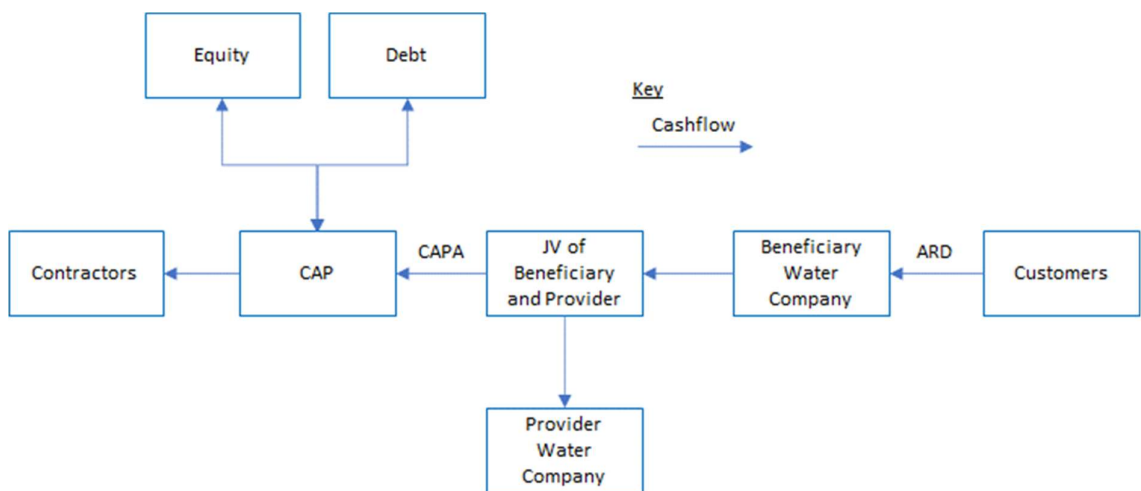 Equity
Debt
Key
Cashflow
Contractors
CAP
CAPA
JV of
Beneficiary
and Provider
Beneficiary
Water
Company
ARD
Customers
Provider
Water
Company